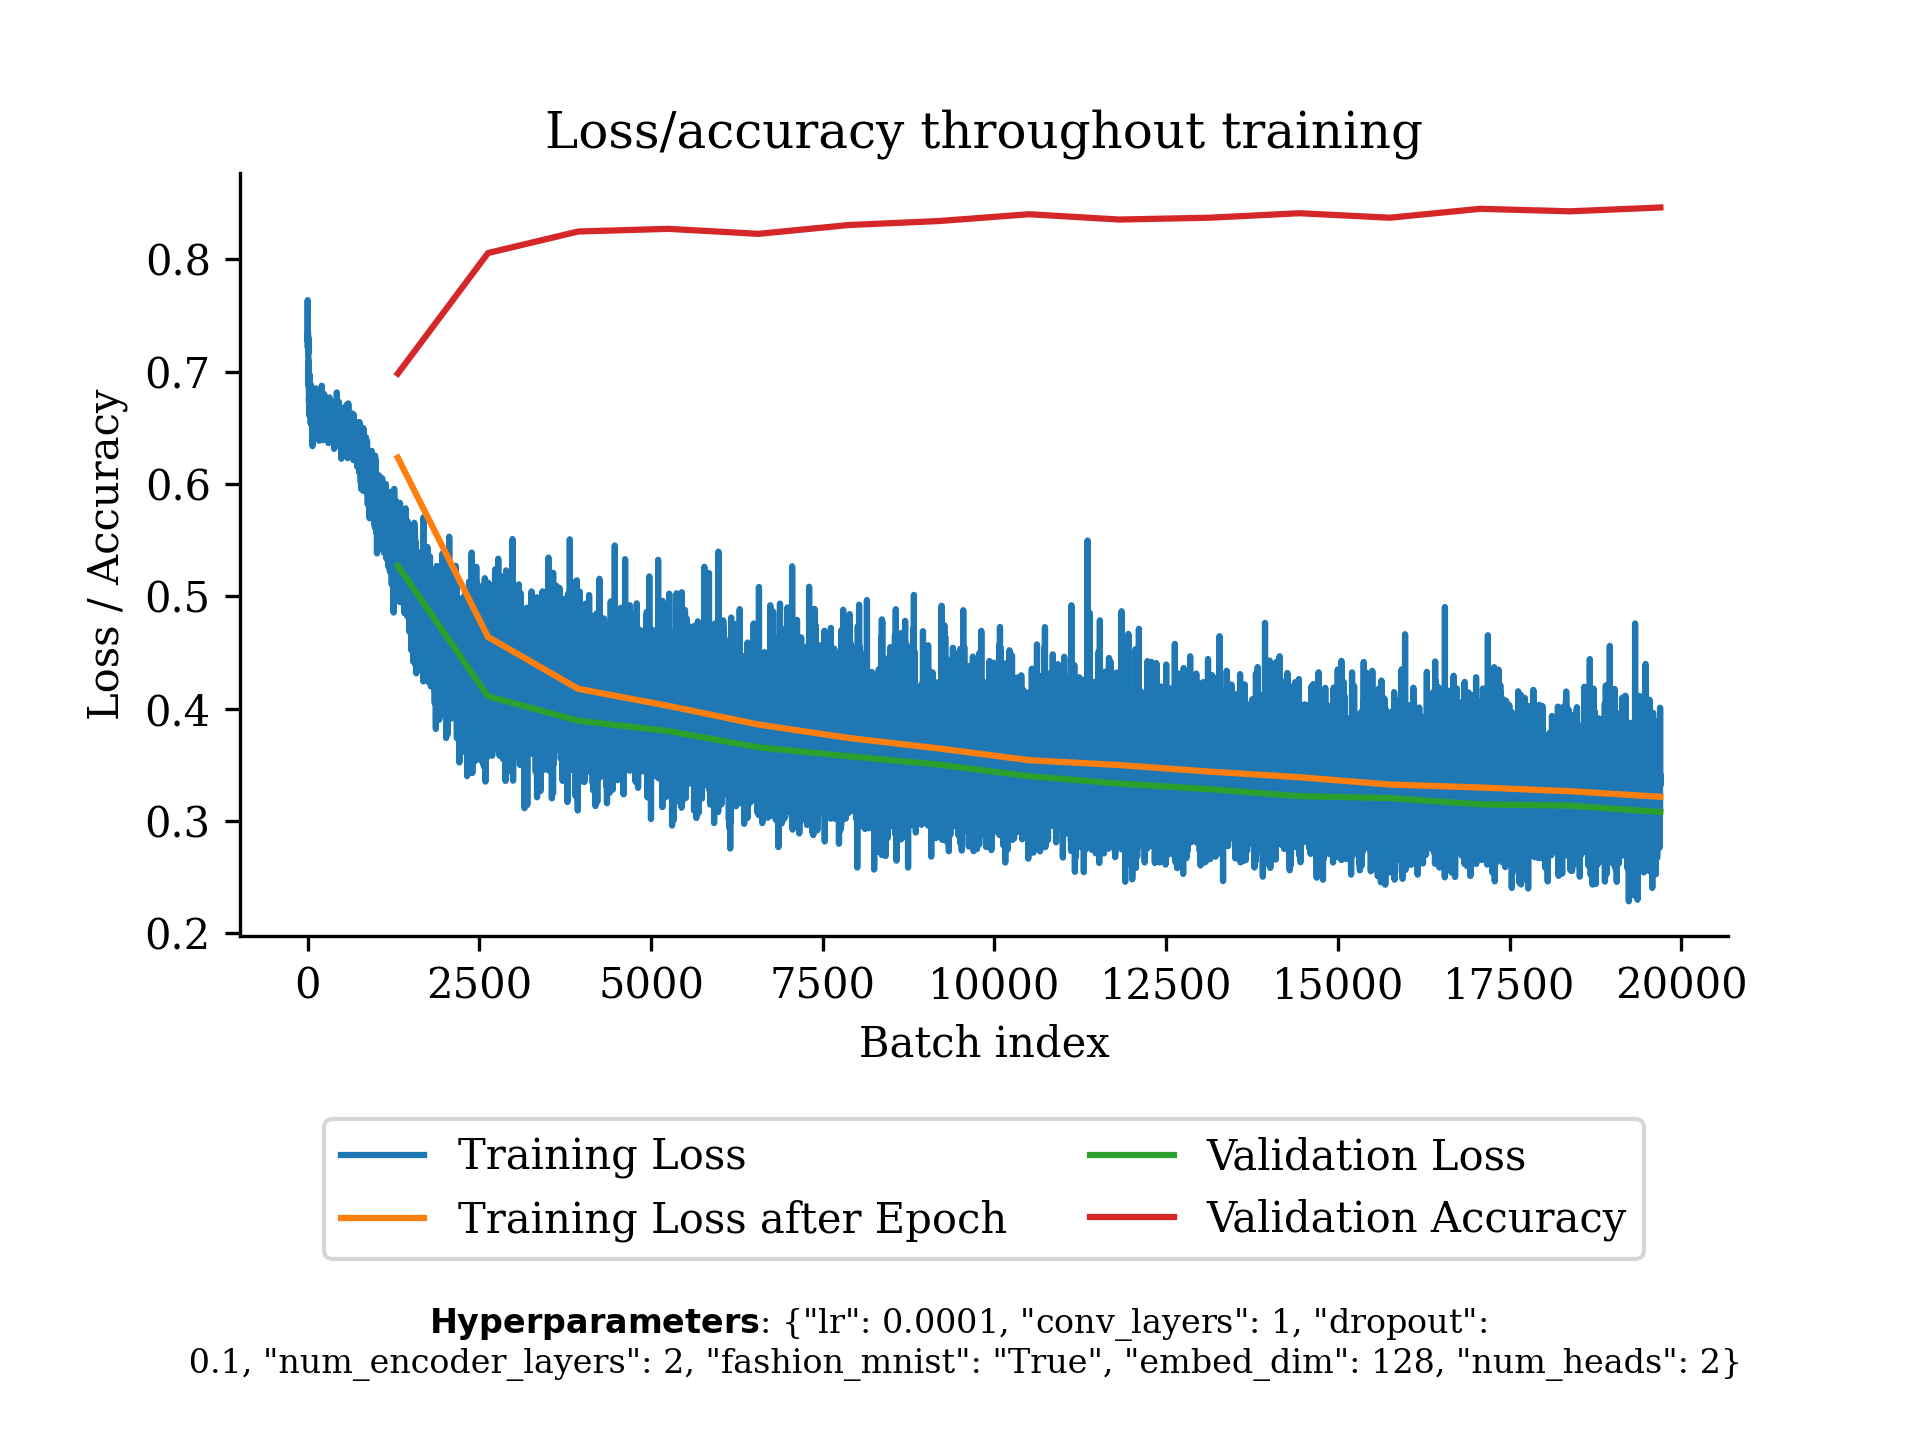 Loss/accuracy throughout training
Loss / Accuracy
0.8
0.7
0.6
0.5
0.4
0.3
0.2
0 2500 5000 7500 10000 12500 15000 17500 20000
Batch index
Training Loss
Training Loss after Epoch
Validation Loss
Validation Accuracy
Hyperparameters: {"lr": 0.0001, "conv_layers": 1, "dropout":
0.1, "num_encoder_layers": 2, "fashion_mnist": "True", "embed_dim": 128, "num_heads": 2}